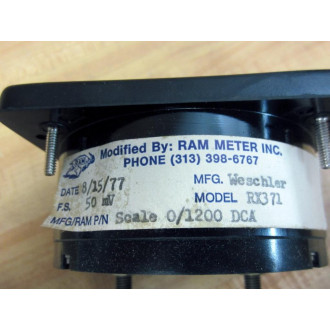 Modified By: RAM METER INC.
PHONE (313) 398-6767
DATE 8/15/77 MFG. Weschler
F.S. 50 mV MODEL RX371
MFG/RAM P/N Scale 0/1200 DCA